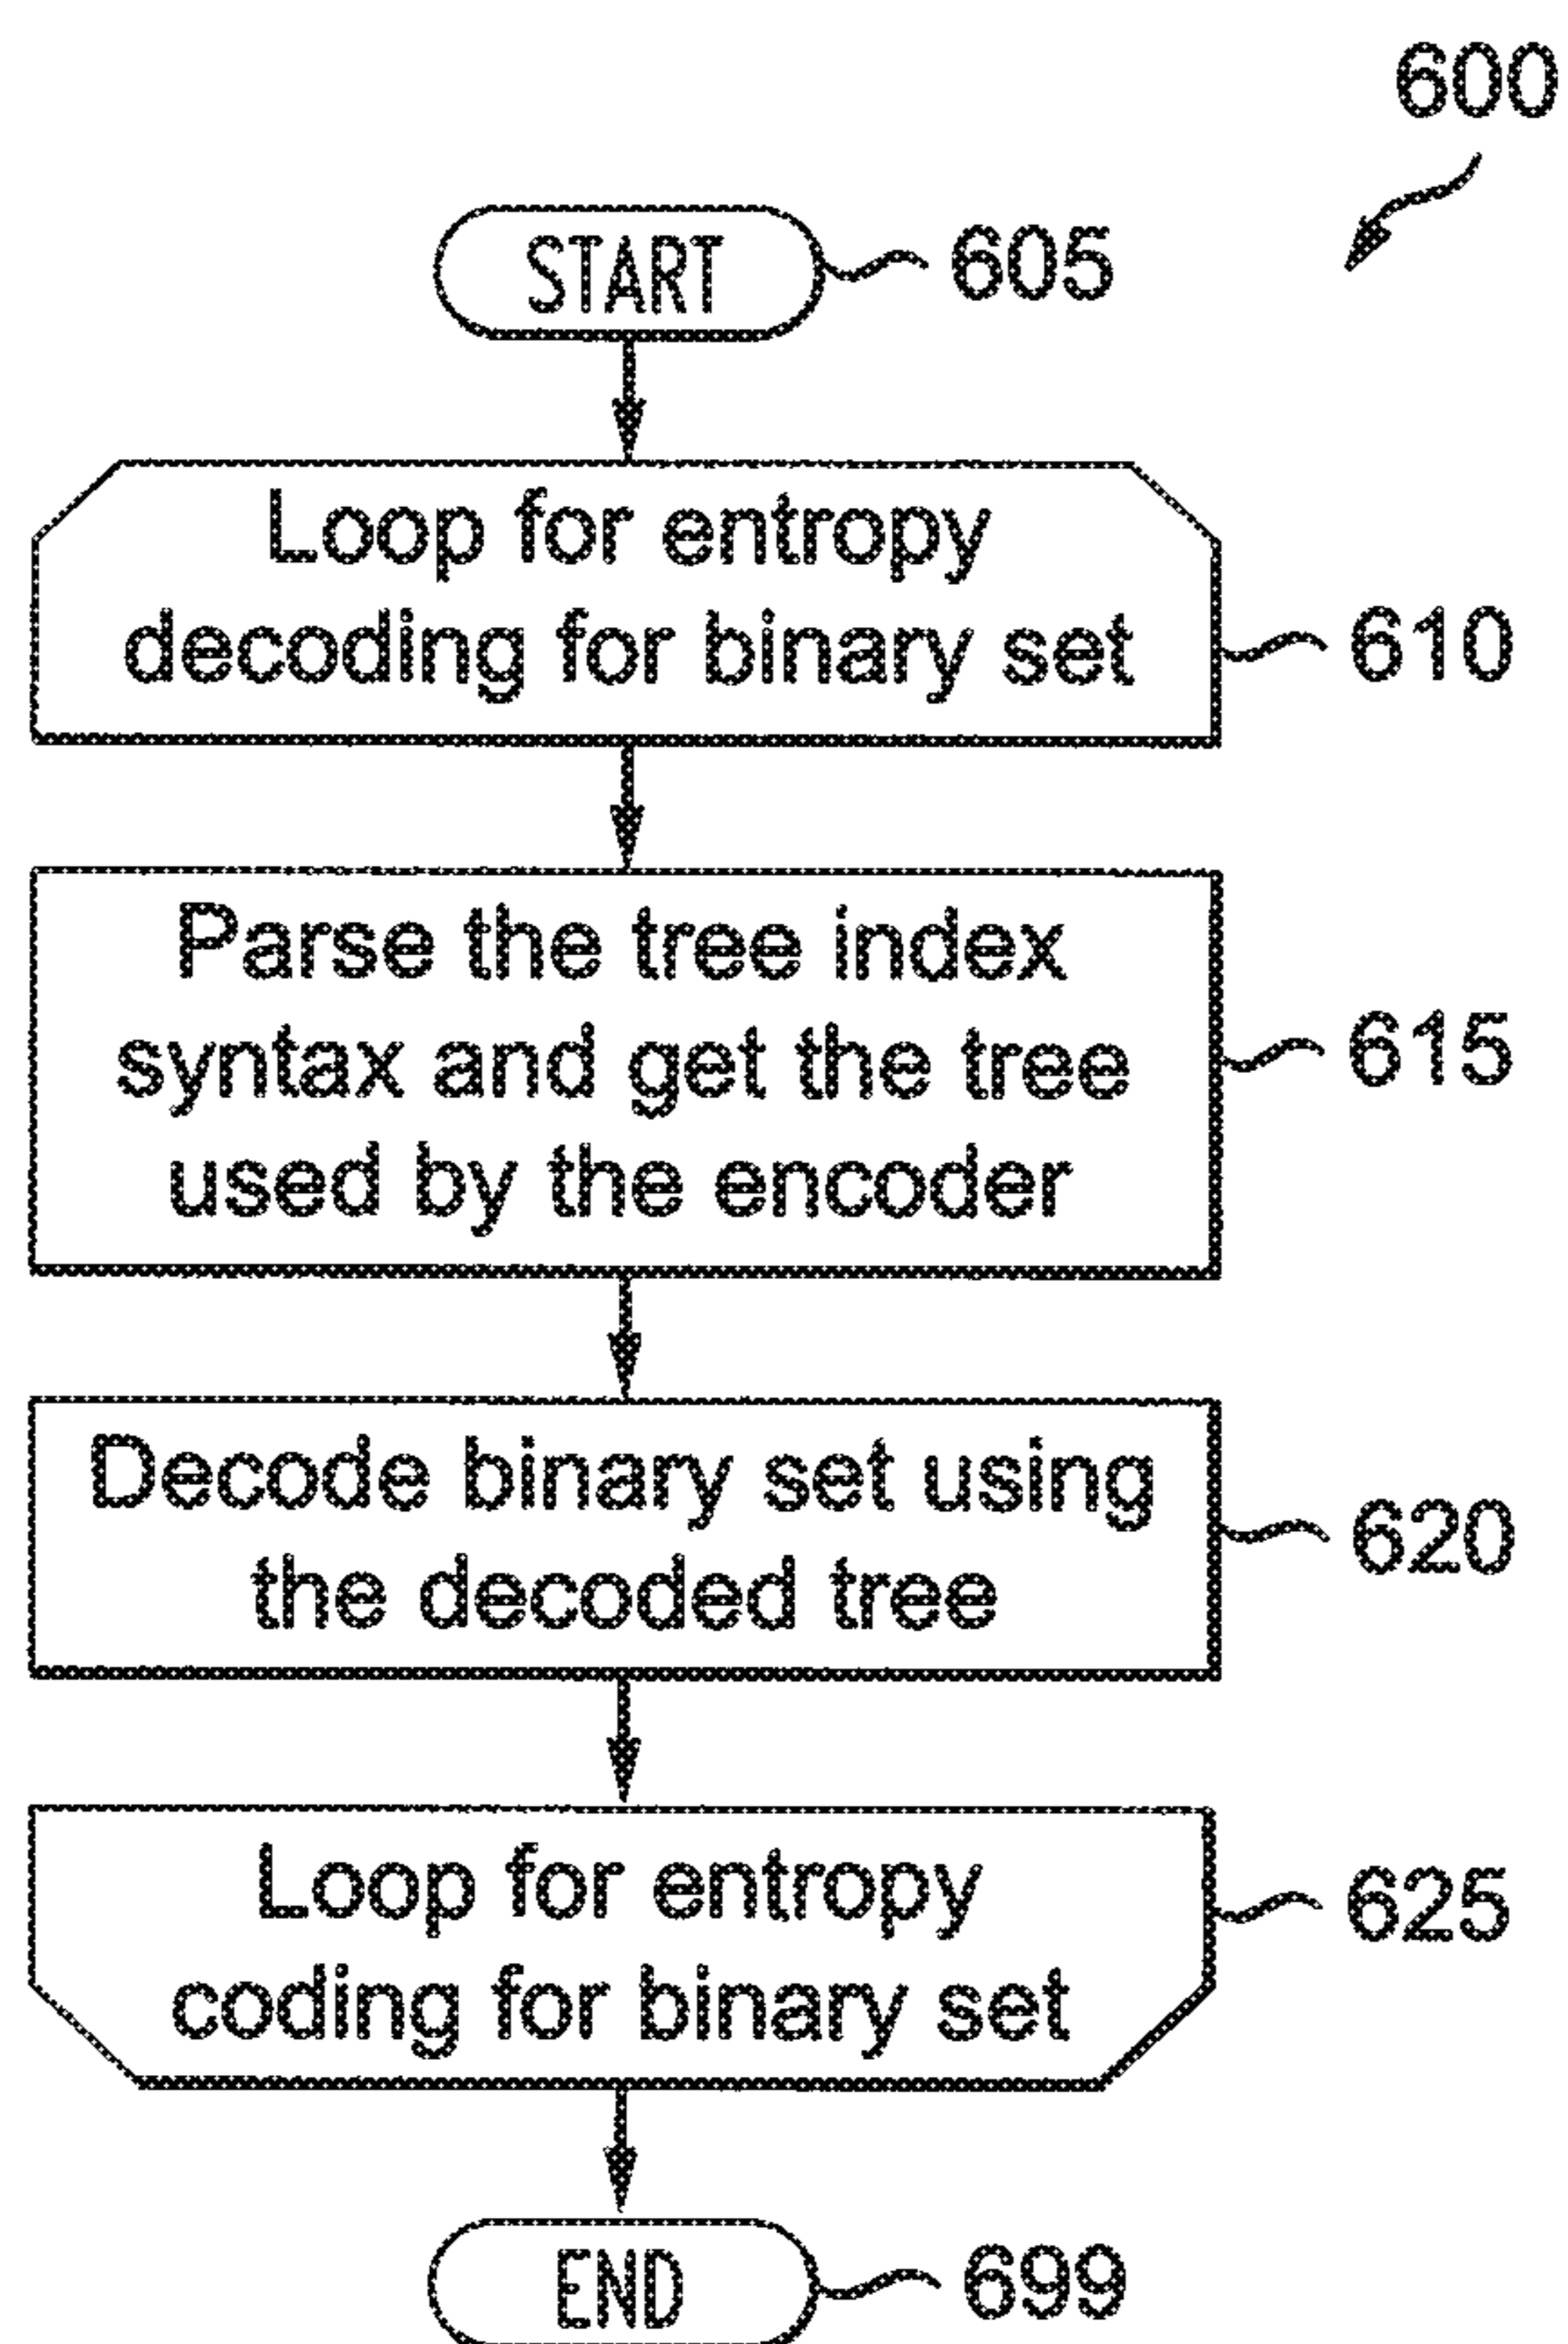 600
START
605
Loop for entropy
decoding for binary set
610
Parse the tree index
syntax and get the tree
used by the encoder
615
Decode binary set using
the decoded tree
620
Loop for entropy
coding for binary set
625
END
699